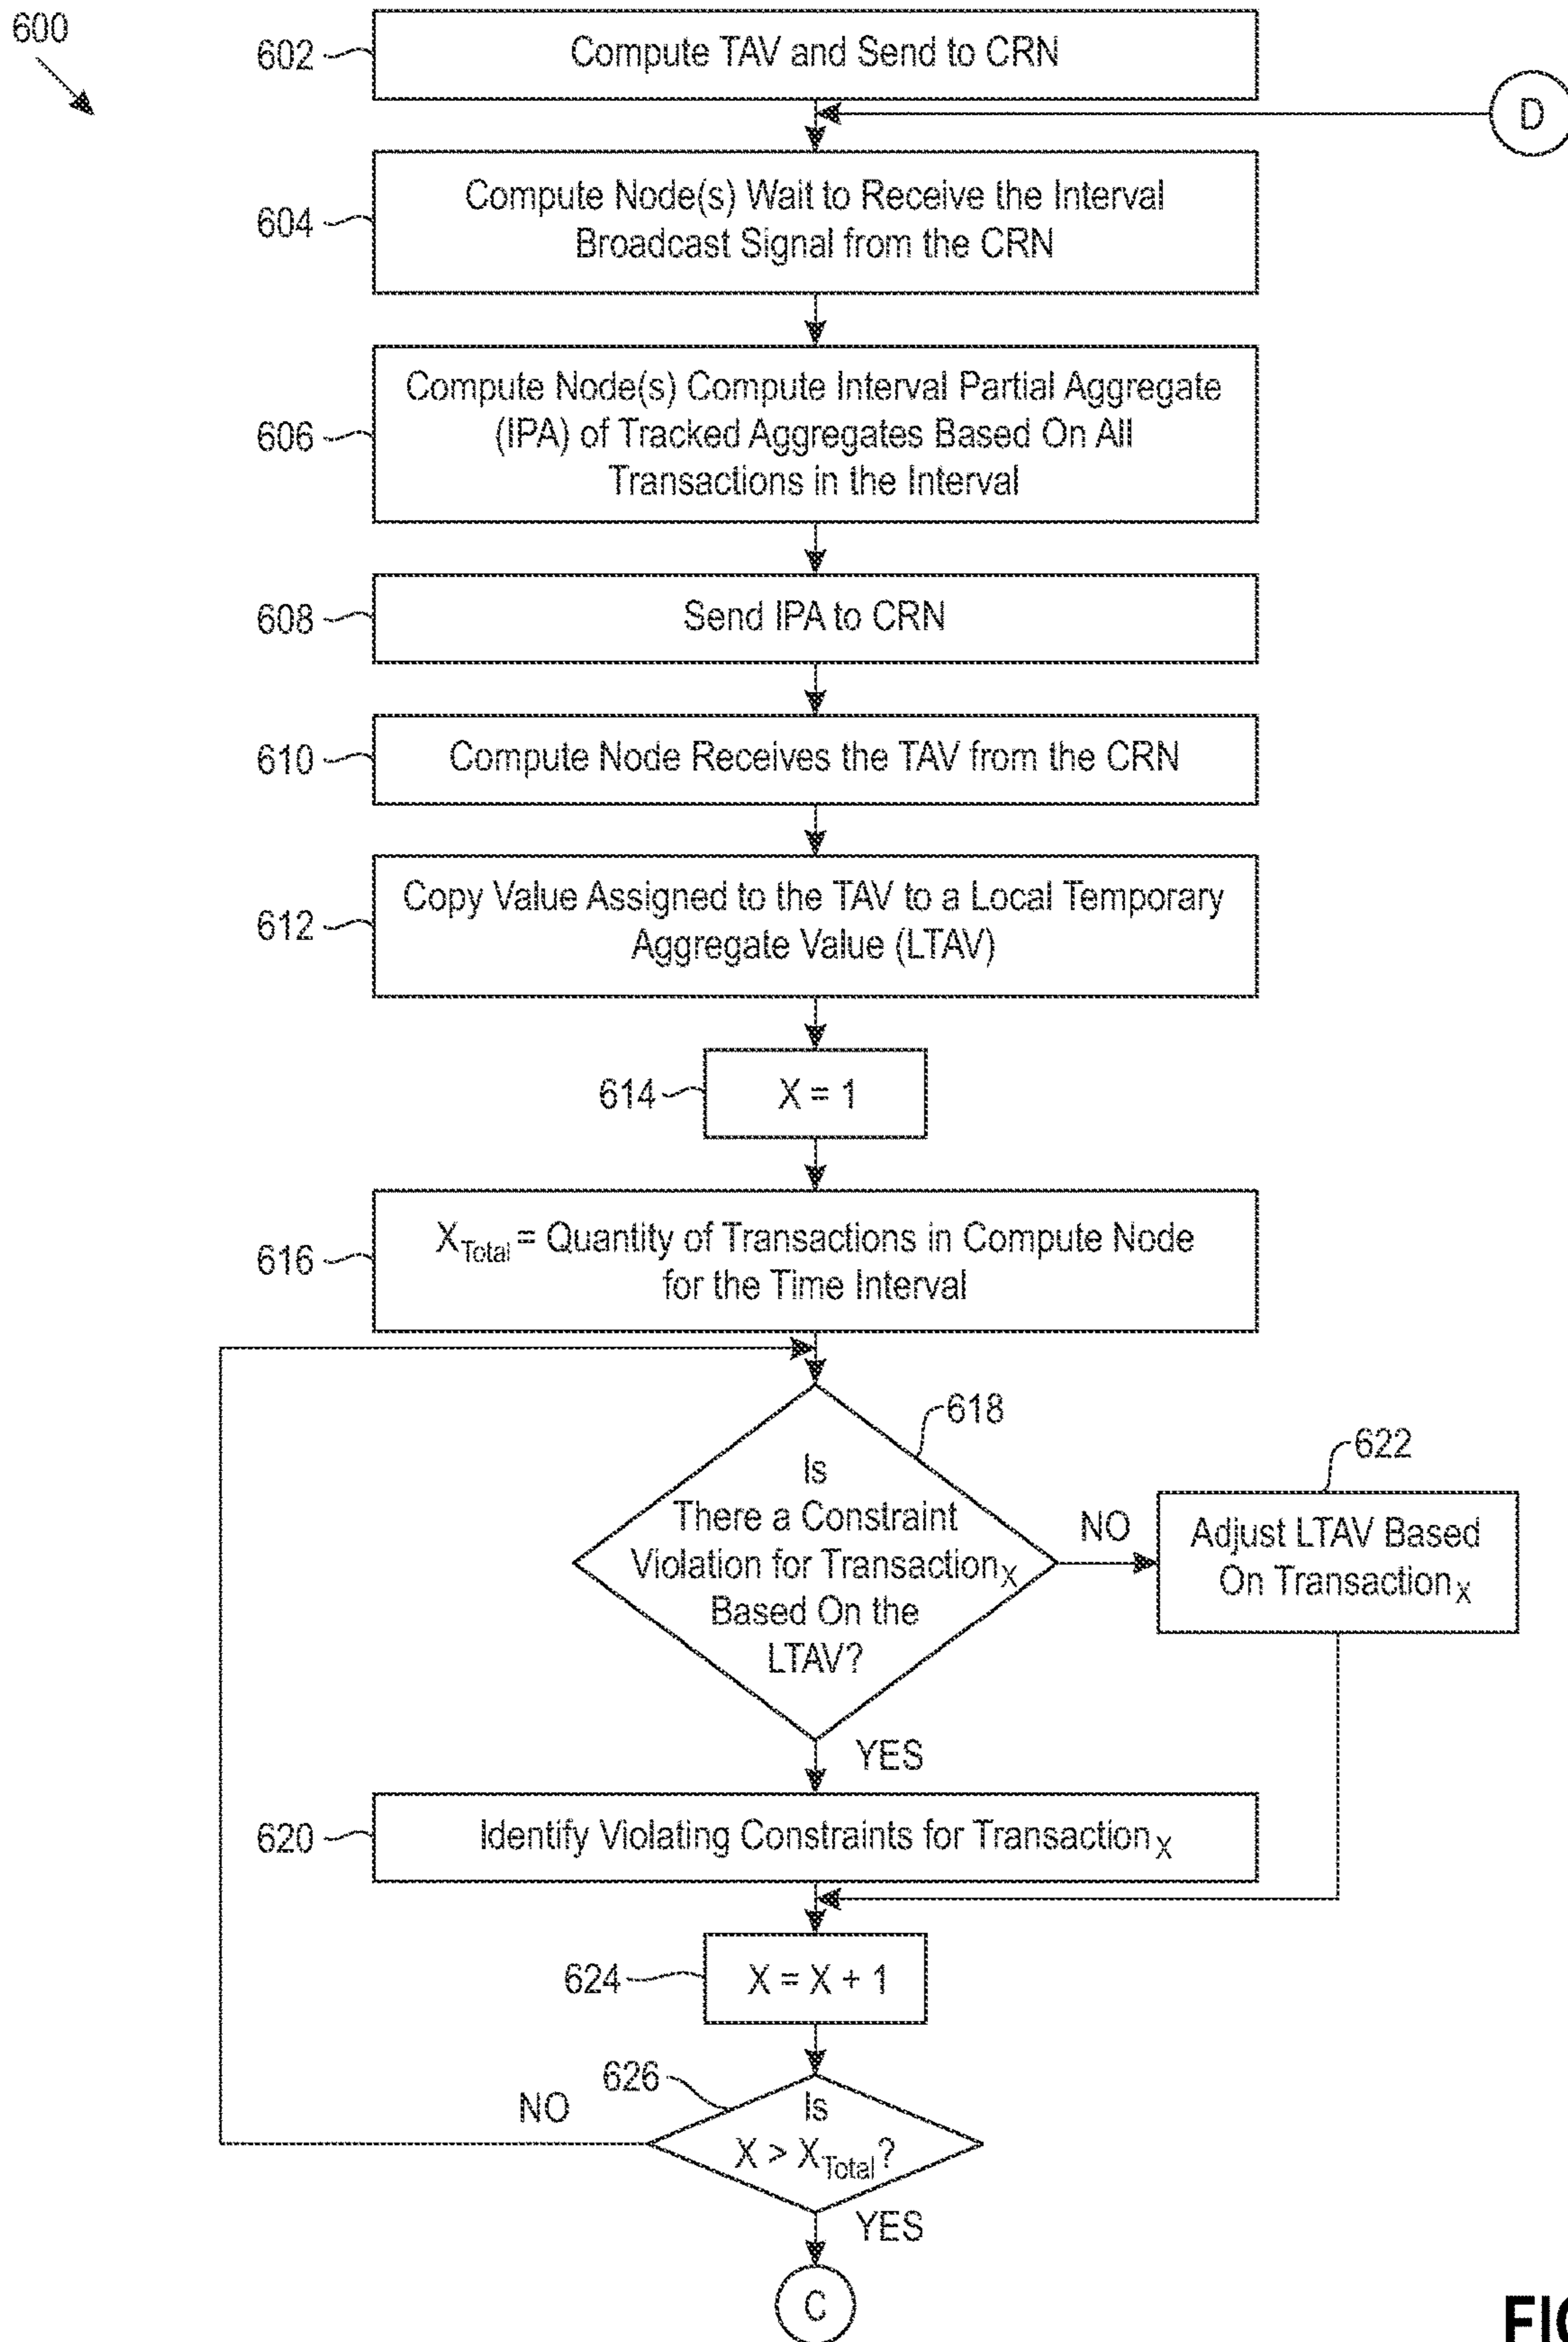 600
602
Compute TAV and Send to CRN
D
604
Compute Node(s) Wait to Receive the Interval
Broadcast Signal from the CRN
606
Compute Node(s) Compute Interval Partial Aggregate
(IPA) of Tracked Aggregates Based On All
Transactions in the Interval
608
Send IPA to CRN
610
Compute Node Receives the TAV from the CRN
612
Copy Value Assigned to the TAV to a Local Temporary
Aggregate Value (LTAV)
614
X = 1
616
XTotal = Quantity of Transactions in Compute Node
for the Time Interval
618
Is
There a Constraint
Violation for TransactionX
Based On the
LTAV?
NO
622
Adjust LTAV Based
On TransactionX
YES
620
Identify Violating Constraints for TransactionX
624
X = X + 1
626
NO
Is
X > XTotal?
YES
C